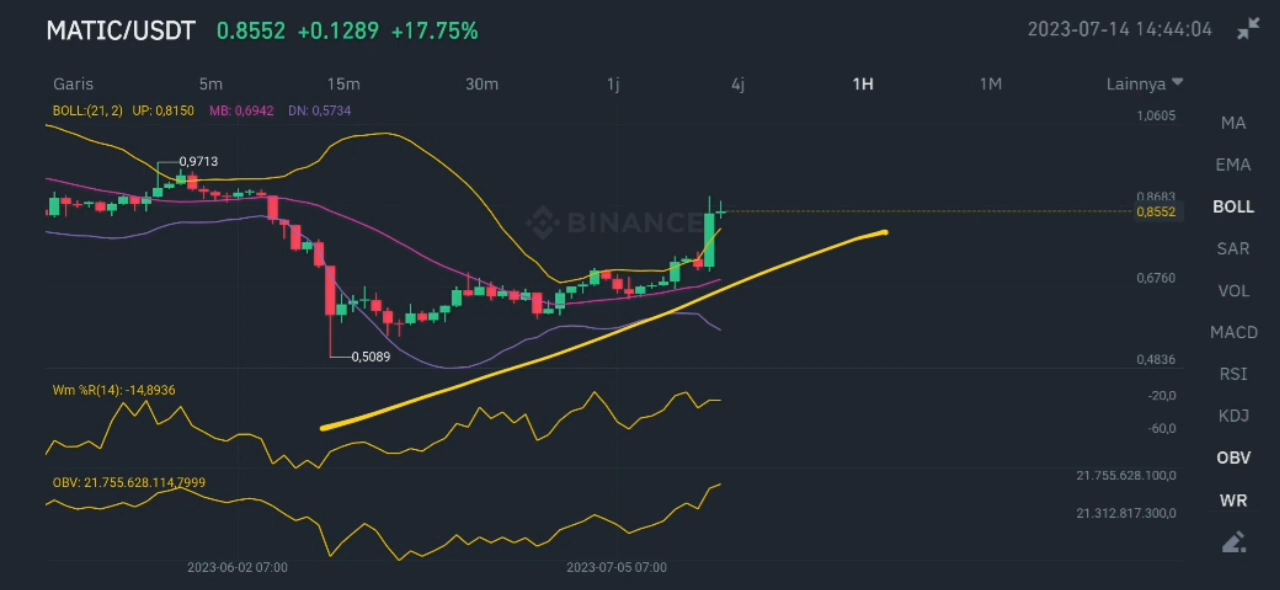 MATIC/USDT 0.8552 +0.1289 +17.75% 2023-07-14 14:44:04
Garis 5m 15m 30m 1j 4j 1H 1M Lainnya
BOLL:(21, 2) UP: 0,8150 MB: 0,6942 DN: 0,5734
1,0605
MA
0,9713
EMA
0.8683
0,8552
BOLL
BINANCE
SAR
0,6760
VOL
MACD
0,5089
0,4836
RSI
Wm %R(14): -14,8936
-20,0
KDJ
-60,0
OBV
OBV: 21.755.628.114,7999
21.755.628.100,0
WR
21.312.817.300,0
2023-06-02 07:00 2023-07-05 07:00